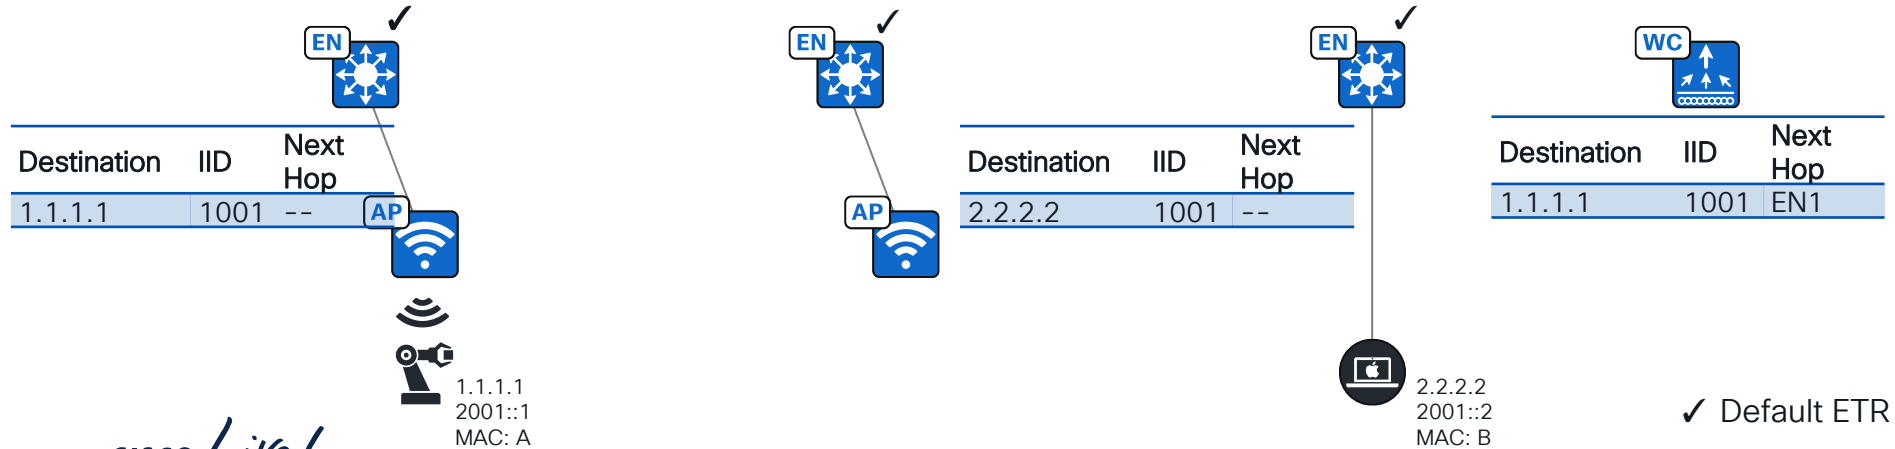 ✓
EN
✓
EN
✓
EN
WC
Destination IID Next Hop
1.1.1.1 1001 --
AP
AP
Destination IID Next Hop
2.2.2.2 1001 --
Destination IID Next Hop
1.1.1.1 1001 EN1
1.1.1.1
2001::1
MAC: A
2.2.2.2
2001::2
MAC: B
✓ Default ETR